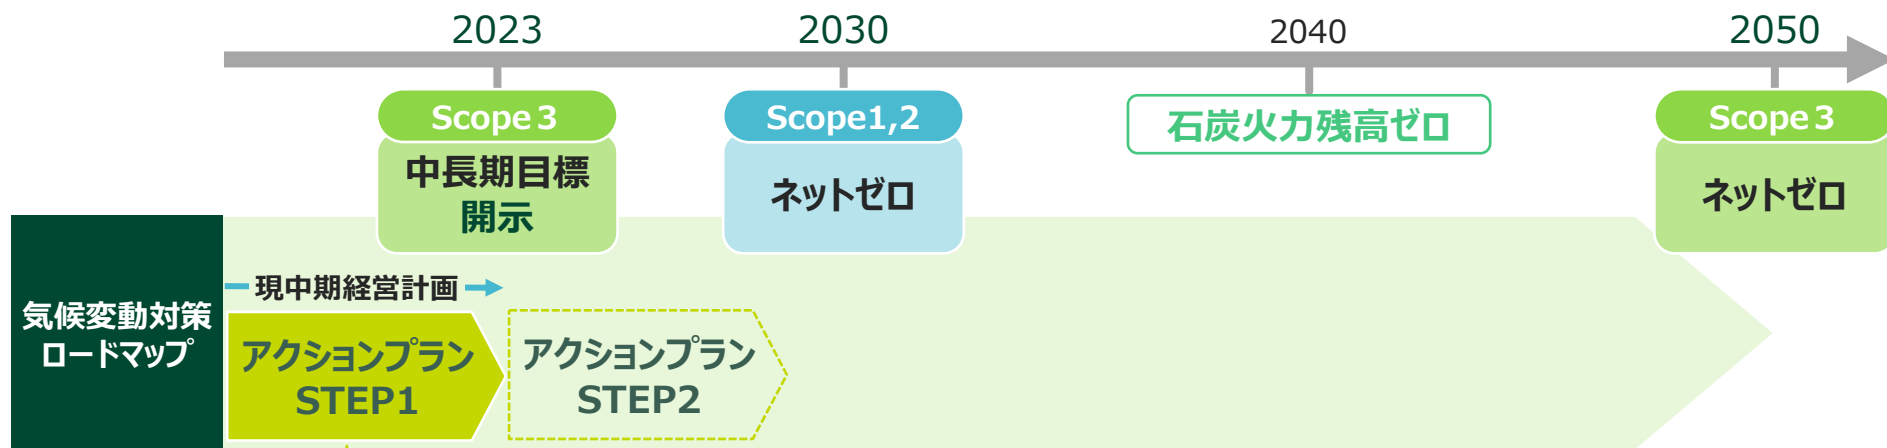 2023
2030
2040
2050
Scope 3
中長期目標
開示
Scope1,2
ネットゼロ
石炭火力残高ゼロ
Scope 3
ネットゼロ
気候変動対策
ロードマップ
現中期経営計画
アクションプラン
STEP1
アクションプラン
STEP2